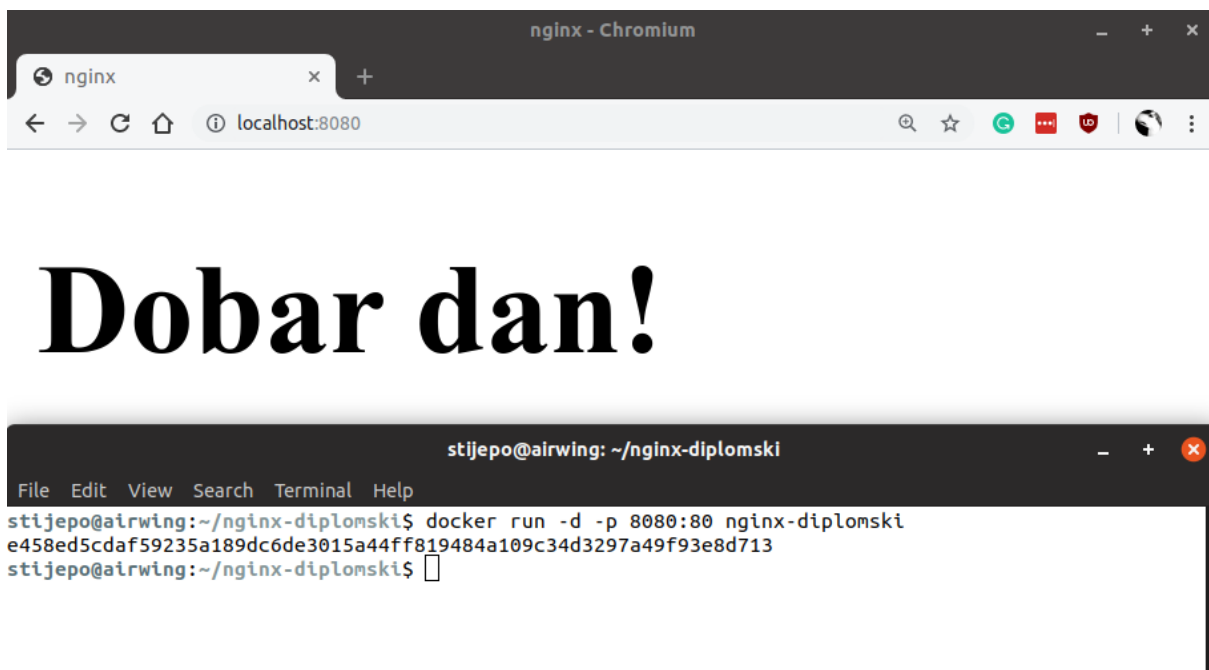 nginx - Chromium
nginx
localhost:8080
Dobar dan!
stijepo@airwing: ~/nginx-diplomski
File Edit View Search Terminal Help
stijepo@airwing:~/nginx-diplomski$ docker run -d -p 8080:80 nginx-diplomski
e458ed5cdaf59235a189dc6de3015a44ff819484a109c34d3297a49f93e8d713
stijepo@airwing:~/nginx-diplomski$